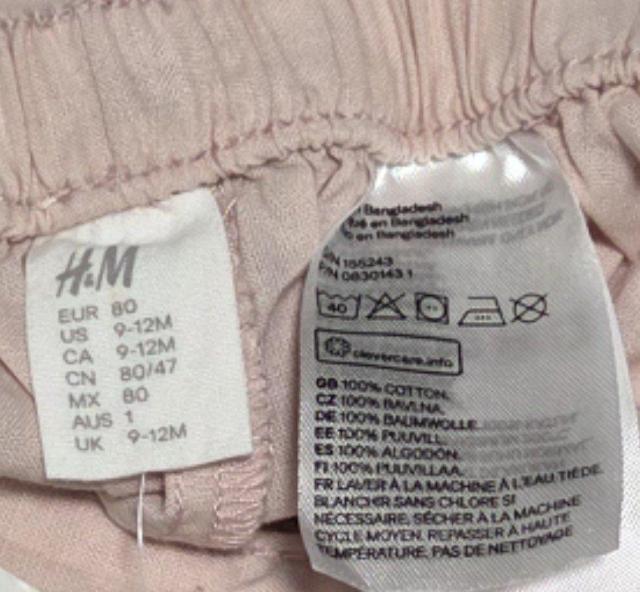 H&M
EUR 80
US 9-12M
CA 9-12M
CN 80/47
MX 80
AUS 1
UK 9-12M
en Bangladesh
en Bangladesh
en Bangladesh
155243
0830143 1
40
clevercare.info
GB 100% COTTON.
CZ 100% BAVLNA.
DE 100% BAUMWOLLE.
EE 100% PUUVILL.
ES 100% ALGODÓN.
FI 100% PUUVILLAA.
FR LAVER À LA MACHINE À L'EAU TIÈDE.
BLANCHIR SANS CHLORE SI
NÉCESSAIRE. SÉCHER À LA MACHINE
CYCLE MOYEN. REPASSER À HAUTE
TEMPÉRATURE. PAS DE NETTOYAGE